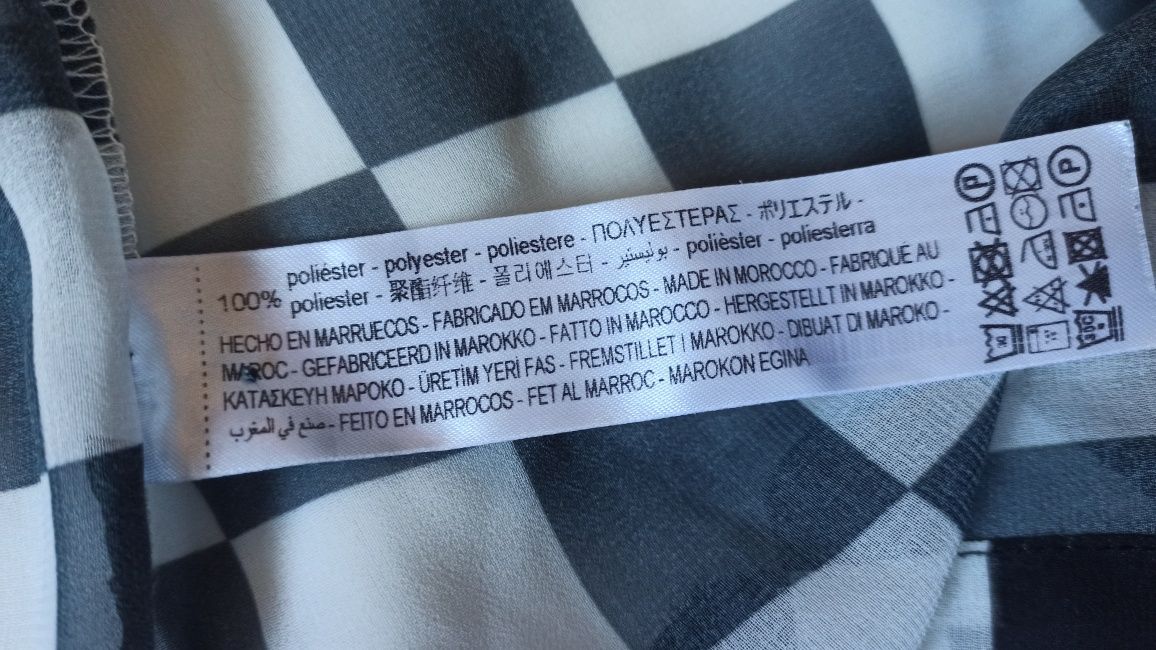 poliéster - polyester - poliestere - ΠΟΛΥΕΣΤΕΡΑΣ - ポリエステル -
100% poliester - 聚酯纤维 - 폴리에스터 - بوليستير - polièster - poliesterra
HECHO EN MARRUECOS - FABRICADO EM MARROCOS - MADE IN MOROCCO - FABRIQUÉ AU
MAROC - GEFABRICEERD IN MAROKKO - FATTO IN MAROCCO - HERGESTELLT IN MAROKKO -
ΚΑΤΑΣΚΕΥΗ ΜΑΡΟΚΟ - ÜRETİM YERİ FAS - FREMSTILLET I MAROKKO - DIBUAT DI MAROKO -
صنع في المغرب - FEITO EN MARROCOS - FET AL MARROC - MAROKON EGINA
P P